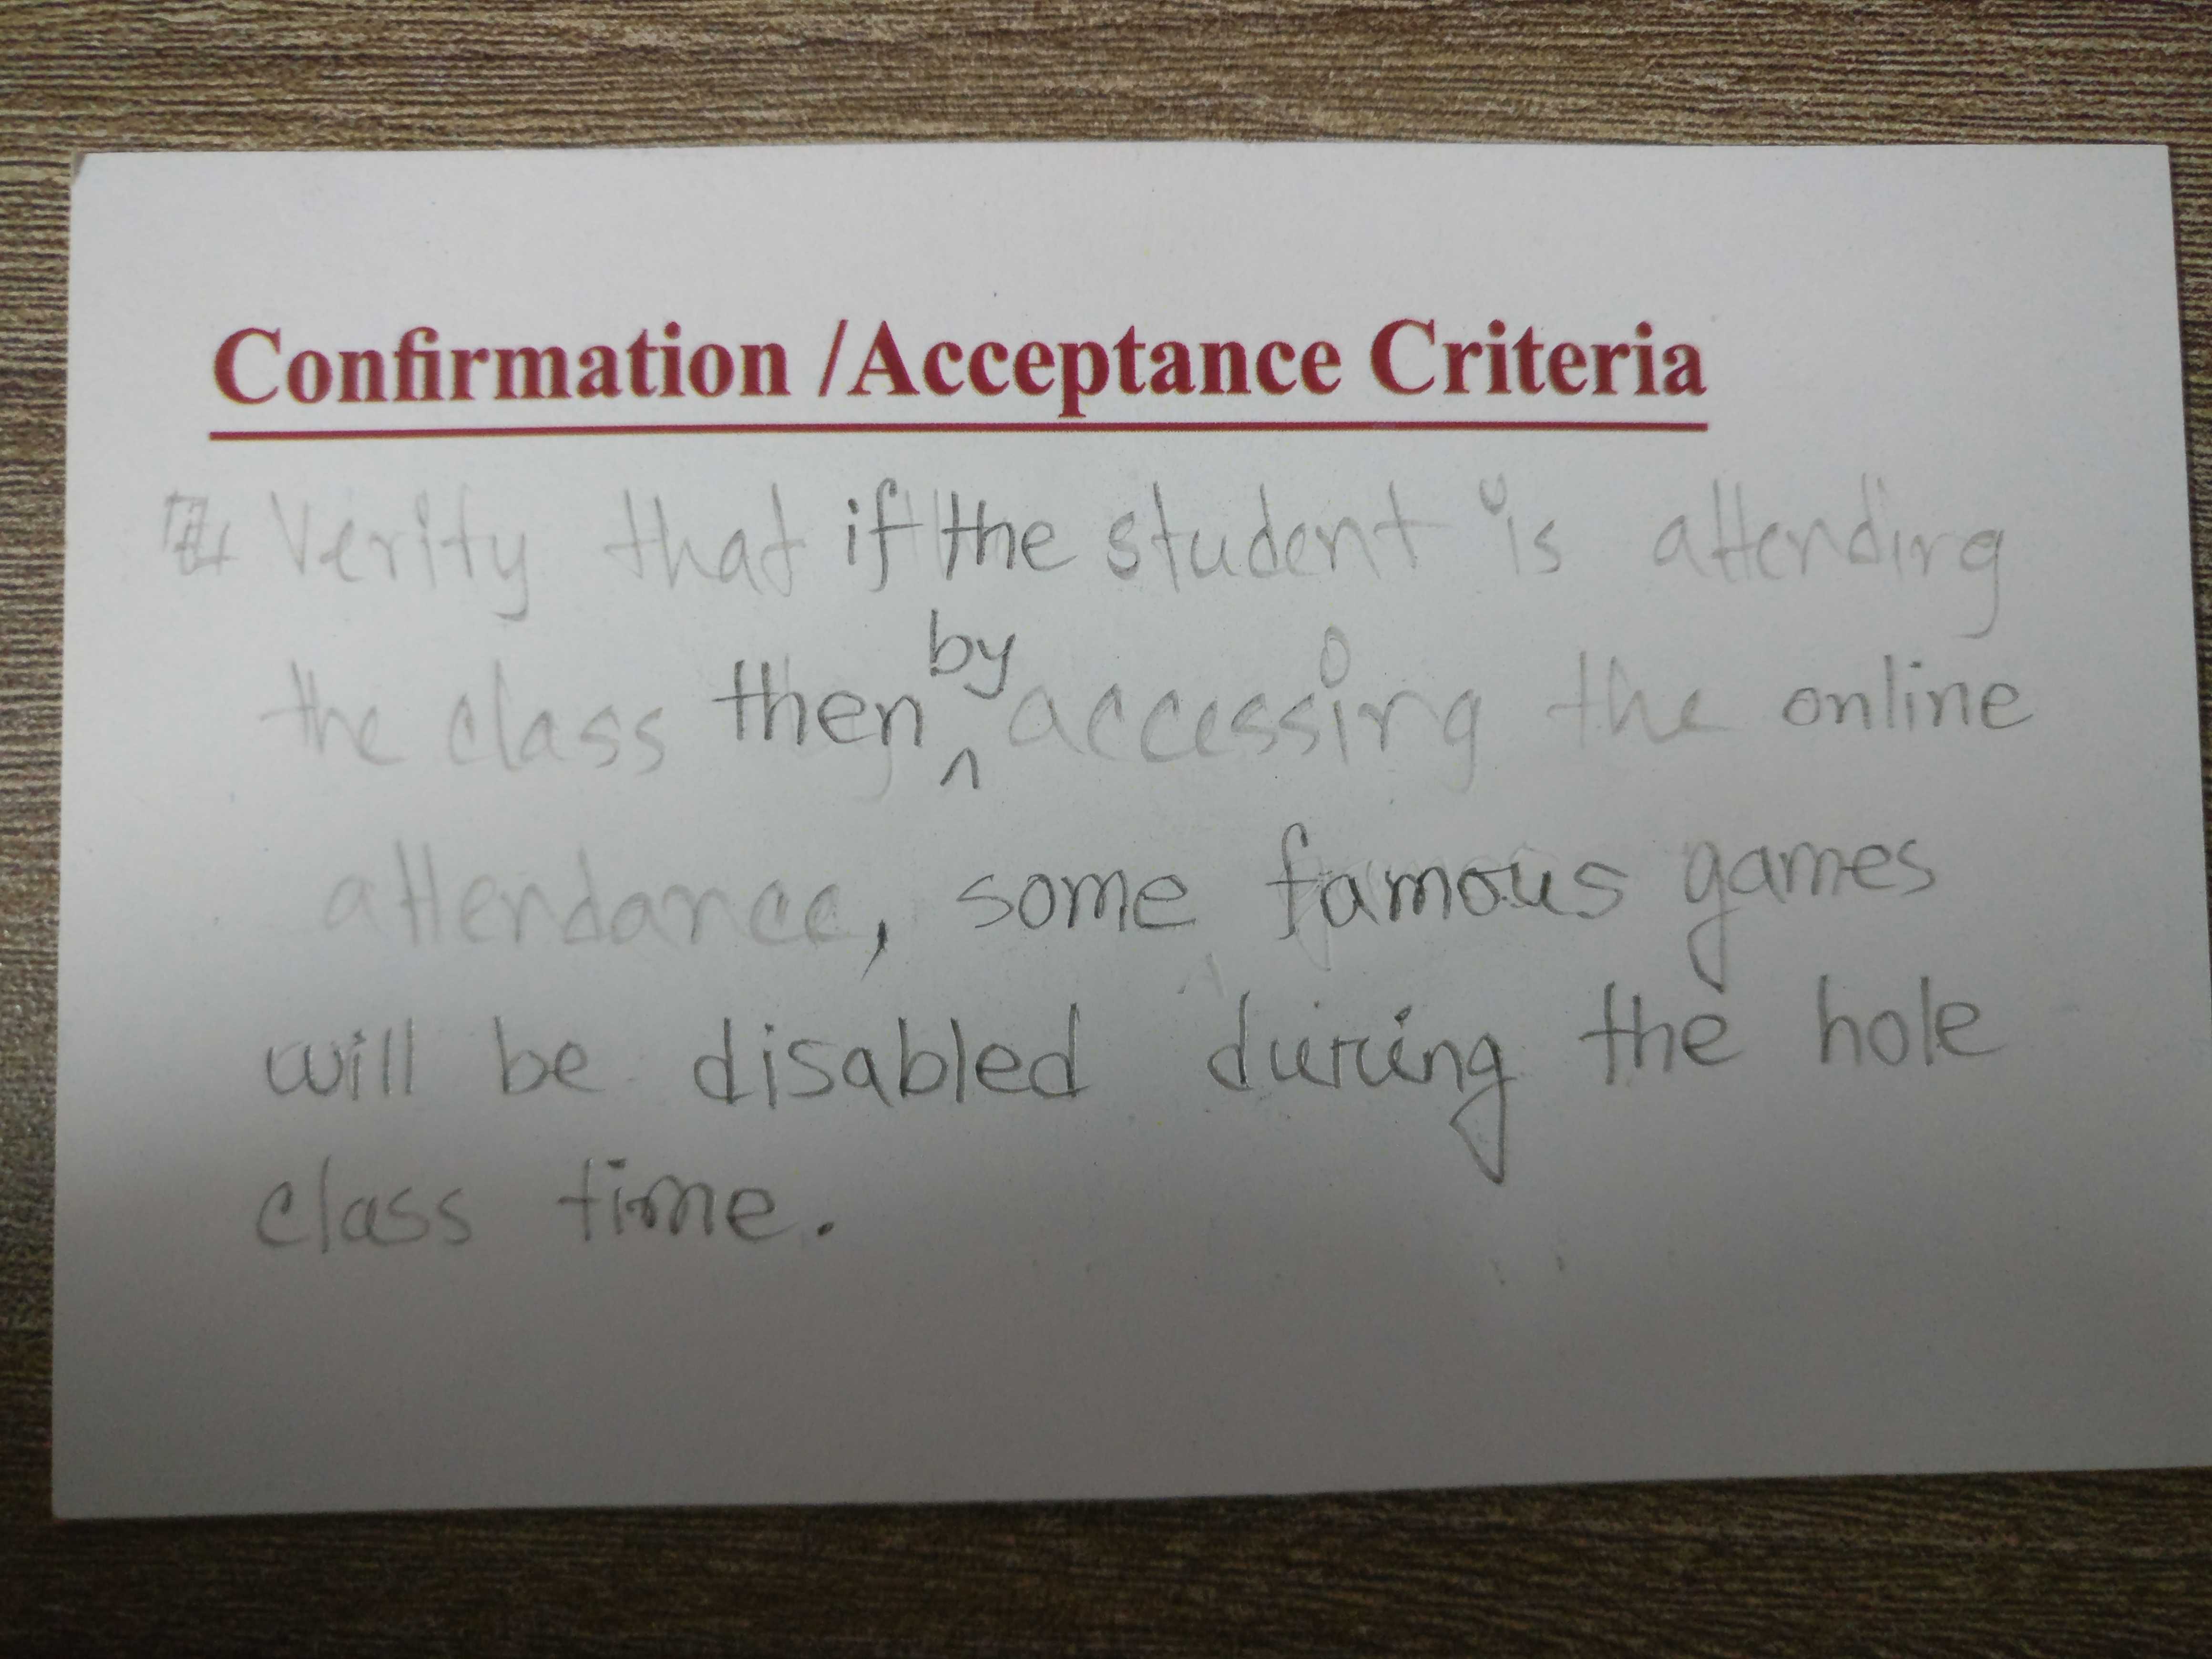 Confirmation /Acceptance Criteria
Verify that if the student is attending
the class then by accessing the online
attendance, some famous games
will be disabled during the hole
class time.